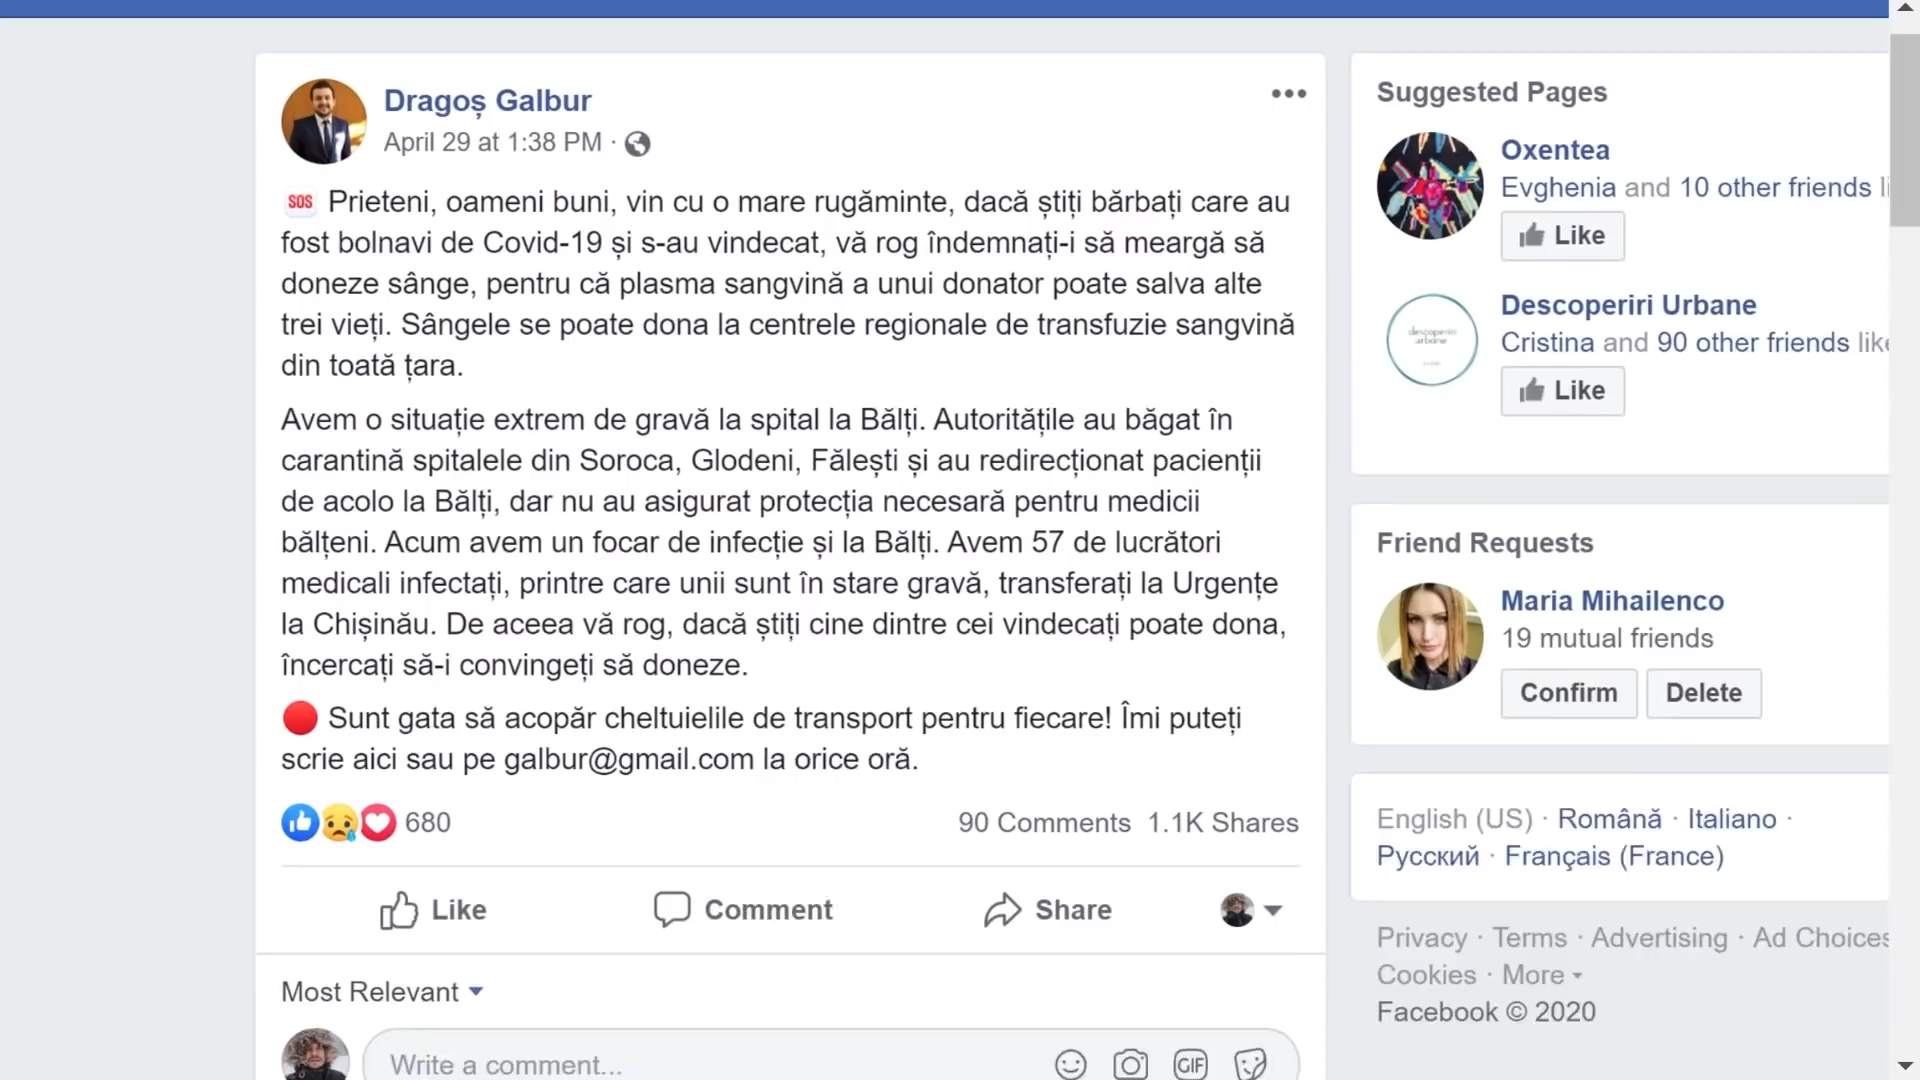 Dragoș Galbur
April 29 at 1:38 PM ·
SOS Prieteni, oameni buni, vin cu o mare rugăminte, dacă știți bărbați care au
fost bolnavi de Covid-19 și s-au vindecat, vă rog îndemnați-i să meargă să
doneze sânge, pentru că plasma sangvină a unui donator poate salva alte
trei vieți. Sângele se poate dona la centrele regionale de transfuzie sangvină
din toată țara.
Avem o situație extrem de gravă la spital la Bălți. Autoritățile au băgat în
carantină spitalele din Soroca, Glodeni, Fălești și au redirecționat pacienții
de acolo la Bălți, dar nu au asigurat protecția necesară pentru medicii
bălțeni. Acum avem un focar de infecție și la Bălți. Avem 57 de lucrători
medicali infectați, printre care unii sunt în stare gravă, transferați la Urgențe
la Chișinău. De aceea vă rog, dacă știți cine dintre cei vindecați poate dona,
încercați să-i convingeți să doneze.
Sunt gata să acopăr cheltuielile de transport pentru fiecare! Îmi puteți
scrie aici sau pe galbur@gmail.com la orice oră.
680
90 Comments 1.1K Shares
Like Comment Share
Most Relevant
Write a comment...
GIF
Suggested Pages
Oxentea
Evghenia and 10 other friends li
Like
descoperiri
urbane
Descoperiri Urbane
Cristina and 90 other friends like
Like
Friend Requests
Maria Mihailenco
19 mutual friends
Confirm Delete
English (US) · Română · Italiano ·
Русский · Français (France)
Privacy · Terms · Advertising · Ad Choices
Cookies · More
Facebook © 2020